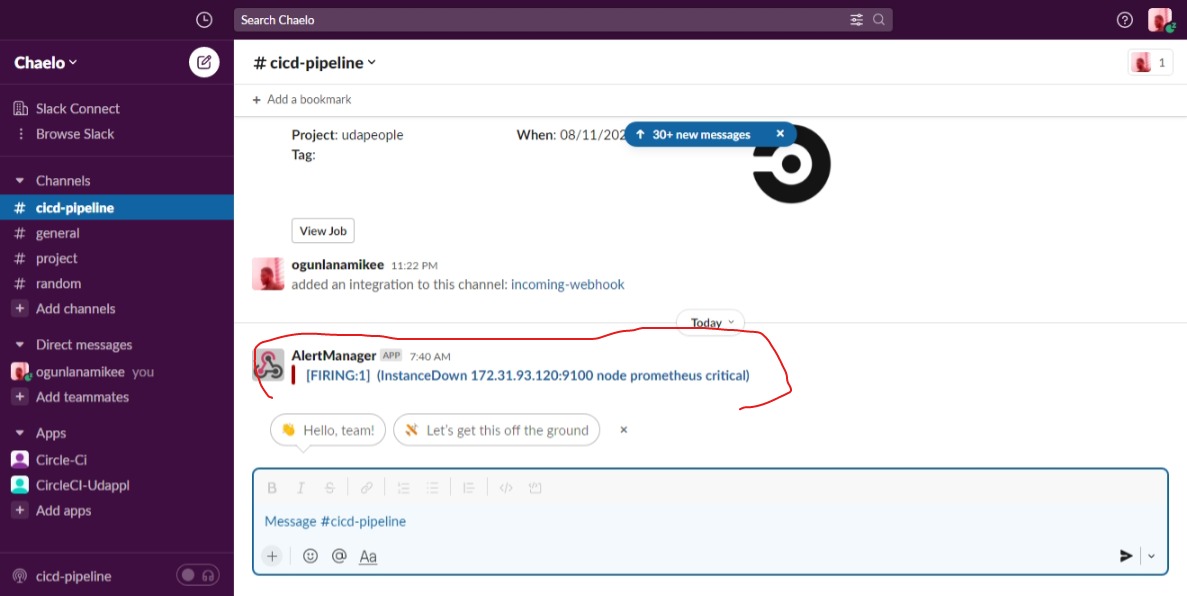 Search Chaelo
Chaelo
# cicd-pipeline
1
Slack Connect
Browse Slack
+ Add a bookmark
Project: udapeople
When: 08/11/202
↑ 30+ new messages ×
Tag:
View Job
Channels
# cicd-pipeline
# general
# project
# random
+ Add channels
Direct messages
ogunlanamikee you
+ Add teammates
Apps
Circle-Ci
CircleCI-Udappl
+ Add apps
cicd-pipeline
ogunlanamikee 11:22 PM
added an integration to this channel: incoming-webhook
Today
AlertManager APP 7:40 AM
[FIRING:1] (InstanceDown 172.31.93.120:9100 node prometheus critical)
👋 Hello, team!
Let's get this off the ground
×
B I S
Message #cicd-pipeline
+ @ Aa